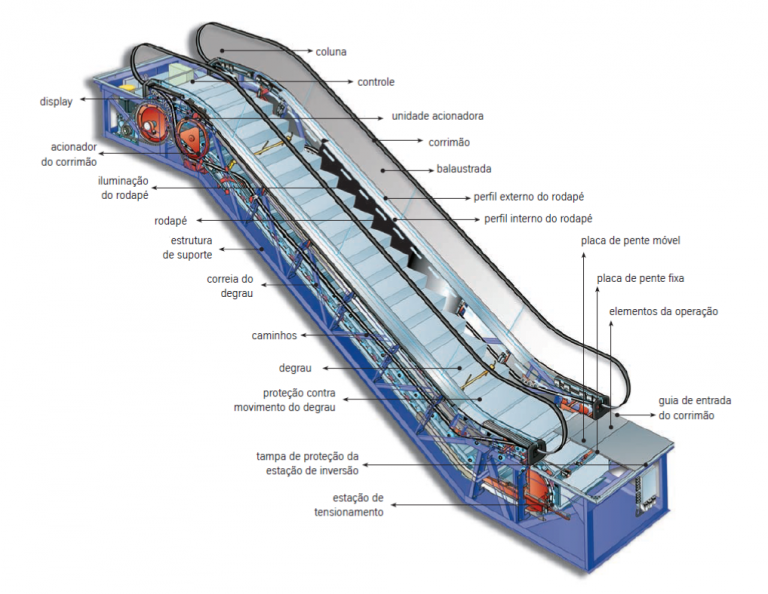 coluna
controle
display
unidade acionadora
corrimão
acionador
do corrimão
balaustrada
iluminação
do rodapé
perfil externo do rodapé
rodapé
perfil interno do rodapé
estrutura
de suporte
placa de pente móvel
correia do
degrau
placa de pente fixa
elementos da operação
caminhos
degrau
proteção contra
movimento do degrau
guia de entrada
do corrimão
tampa de proteção da
estação de inversão
estação de
tensionamento